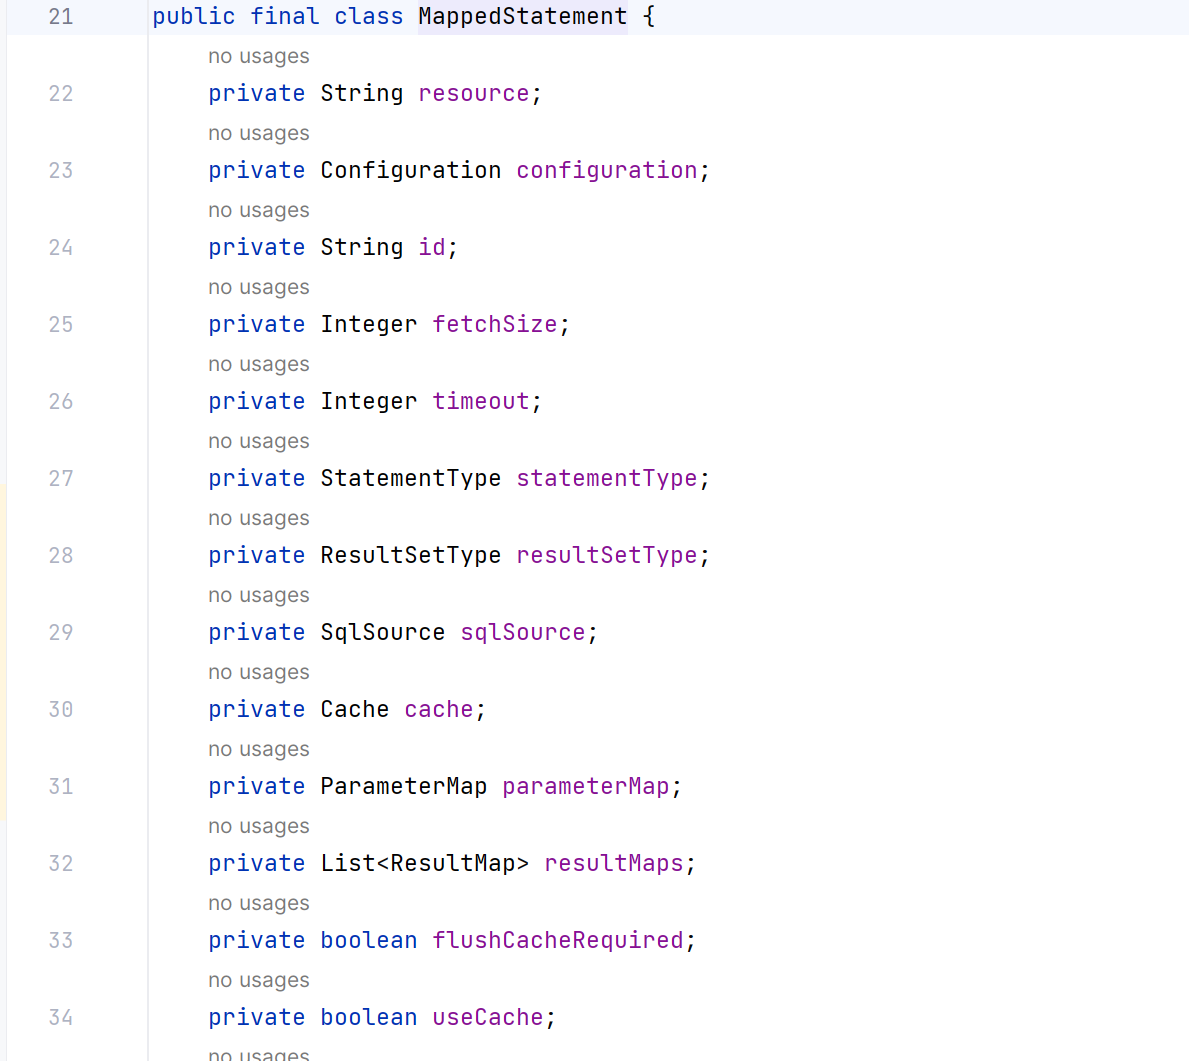 21 public final class MappedStatement {
no usages
22 private String resource;
no usages
23 private Configuration configuration;
no usages
24 private String id;
no usages
25 private Integer fetchSize;
no usages
26 private Integer timeout;
no usages
27 private StatementType statementType;
no usages
28 private ResultSetType resultSetType;
no usages
29 private SqlSource sqlSource;
no usages
30 private Cache cache;
no usages
31 private ParameterMap parameterMap;
no usages
32 private List<ResultMap> resultMaps;
no usages
33 private boolean flushCacheRequired;
no usages
34 private boolean useCache;
no usages